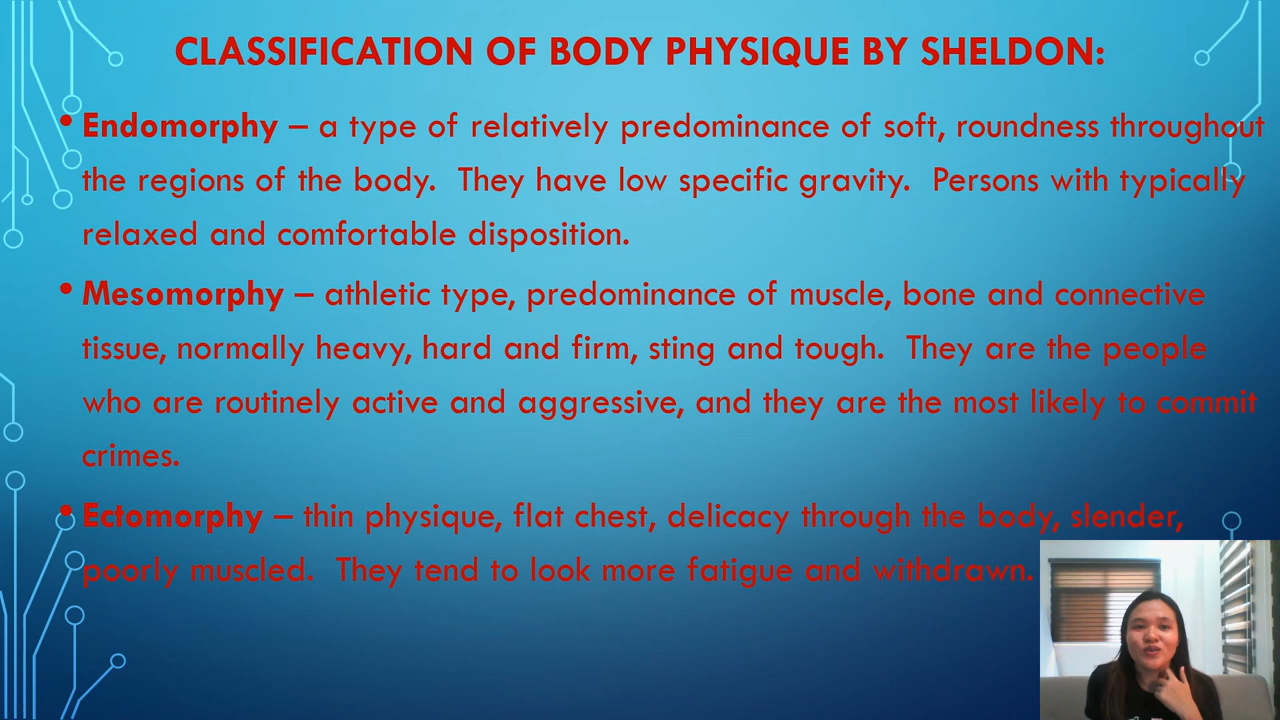 CLASSIFICATION OF BODY PHYSIQUE BY SHELDON:
• Endomorphy – a type of relatively predominance of soft, roundness throughout
the regions of the body. They have low specific gravity. Persons with typically
relaxed and comfortable disposition.
• Mesomorphy – athletic type, predominance of muscle, bone and connective
tissue, normally heavy, hard and firm, sting and tough. They are the people
who are routinely active and aggressive, and they are the most likely to commit
crimes.
• Ectomorphy – thin physique, flat chest, delicacy through the body, slender,
poorly muscled. They tend to look more fatigue and withdrawn.